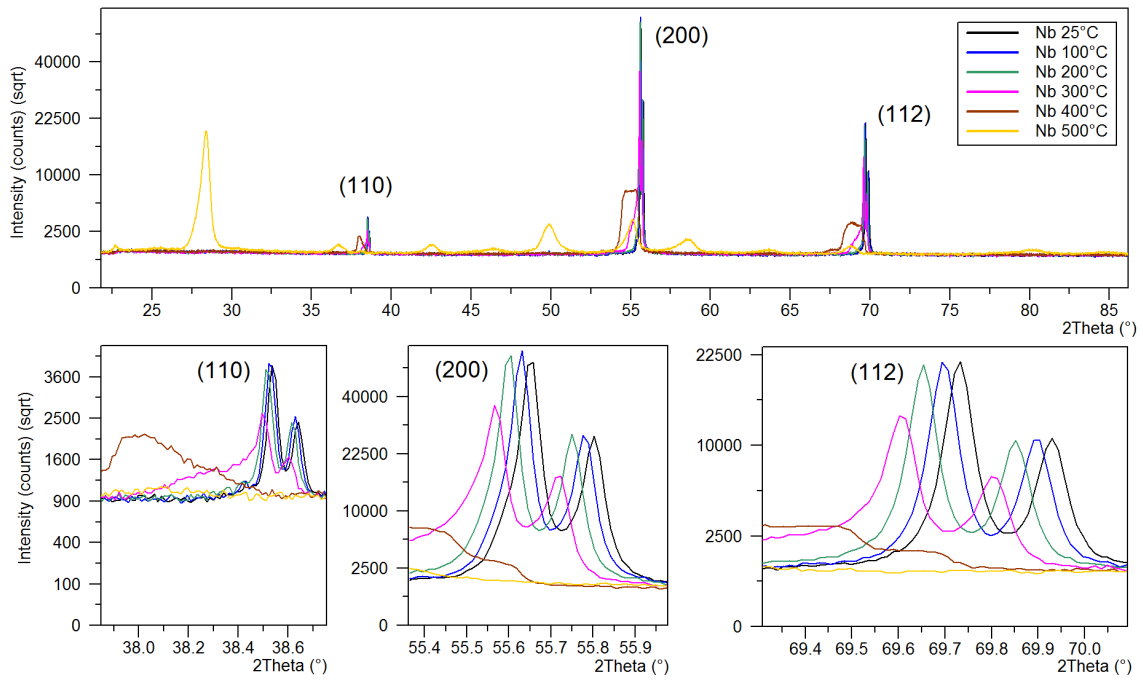 (200)
(112)
(110)
Nb 25°C
Nb 100°C
Nb 200°C
Nb 300°C
Nb 400°C
Nb 500°C
Intensity (counts) (sqrt)
40000
22500
10000
2500
0
25 30 35 40 45 50 55 60 65 70 75 80 85
2Theta (°)
(110)
Intensity (counts) (sqrt)
3600
2500
1600
900
400
100
0
38.0 38.2 38.4 38.6
2Theta (°)
(200)
40000
22500
10000
2500
0
55.4 55.5 55.6 55.7 55.8 55.9
2Theta (°)
(112)
22500
10000
2500
0
69.4 69.5 69.6 69.7 69.8 69.9 70.0
2Theta (°)